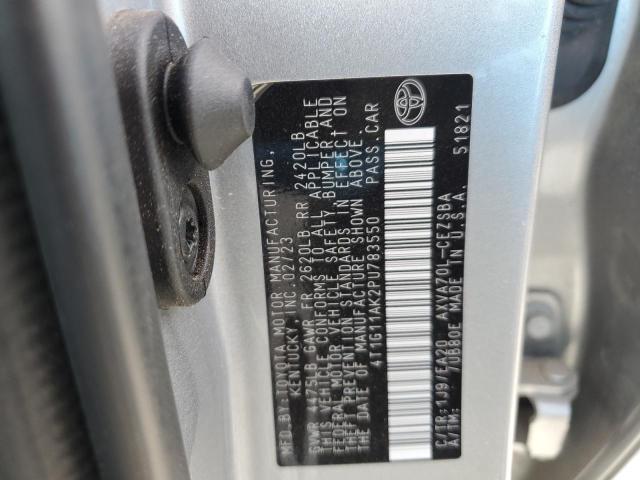 MFD.BY:TOYOTA MOTOR MANUFACTURING,
KENTUCKY, INC.02/23
GVWR 4475LB GAWR FR 2620LB RR 2420LB
THIS VEHICLE CONFORMS TO ALL APPLICABLE
FEDERAL MOTOR VEHICLE SAFETY BUMPER AND
THEFT PREVENTION STANDARDS IN EFFECT ON
THE DATE OF MANUFACTURE SHOWN ABOVE.
4T1G11AK2PU783550 PASS.CAR
C/TR:1J9/EA20 AXVA70L-CEZSBA
A/TM: /UB80E MADE IN U.S.A. 51821